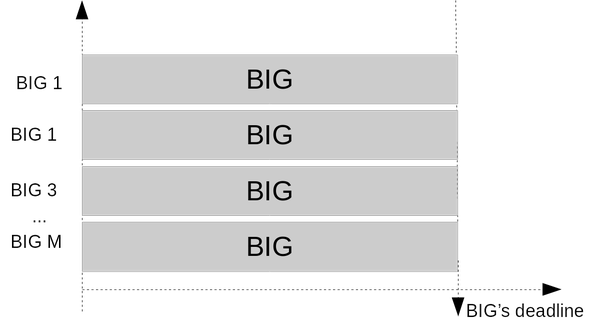 BIG 1 BIG
BIG 1 BIG
BIG 3 BIG
...
BIG M BIG
BIG's deadline